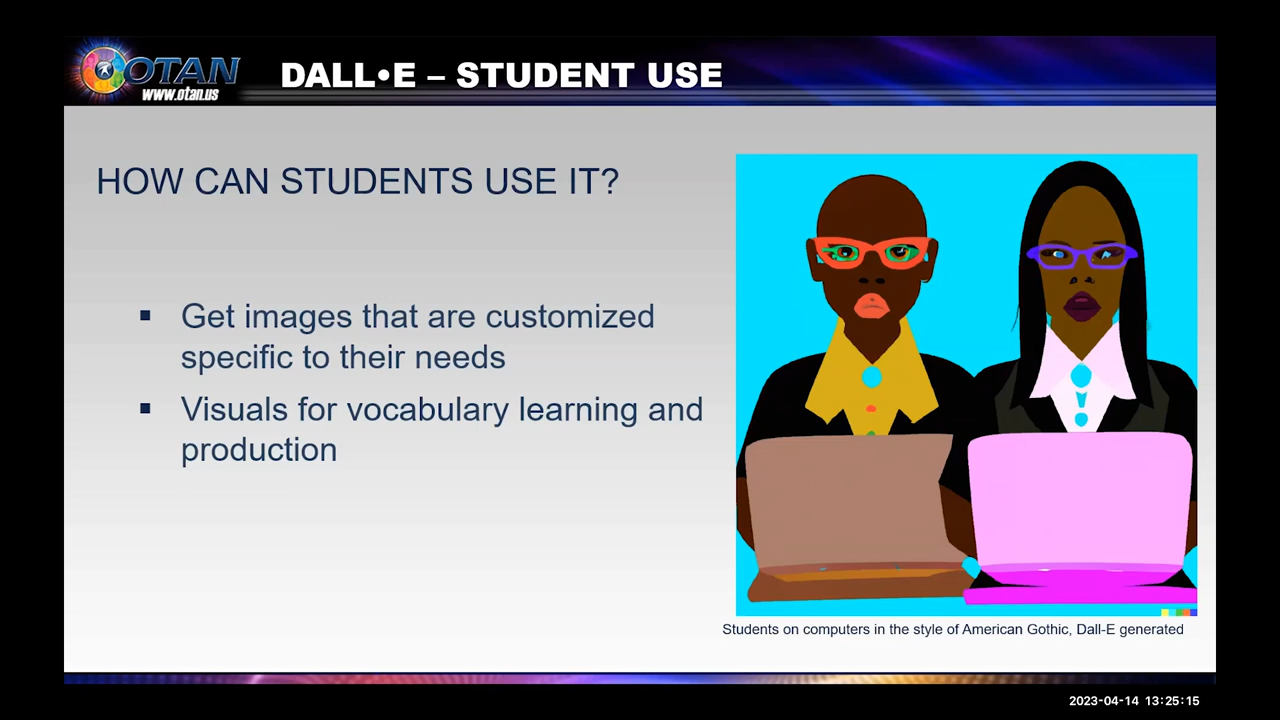 OTAN
www.otan.us
DALL•E – STUDENT USE
HOW CAN STUDENTS USE IT?
▪ Get images that are customized
specific to their needs
▪ Visuals for vocabulary learning and
production
Students on computers in the style of American Gothic, Dall-E generated
2023-04-14 13:25:15